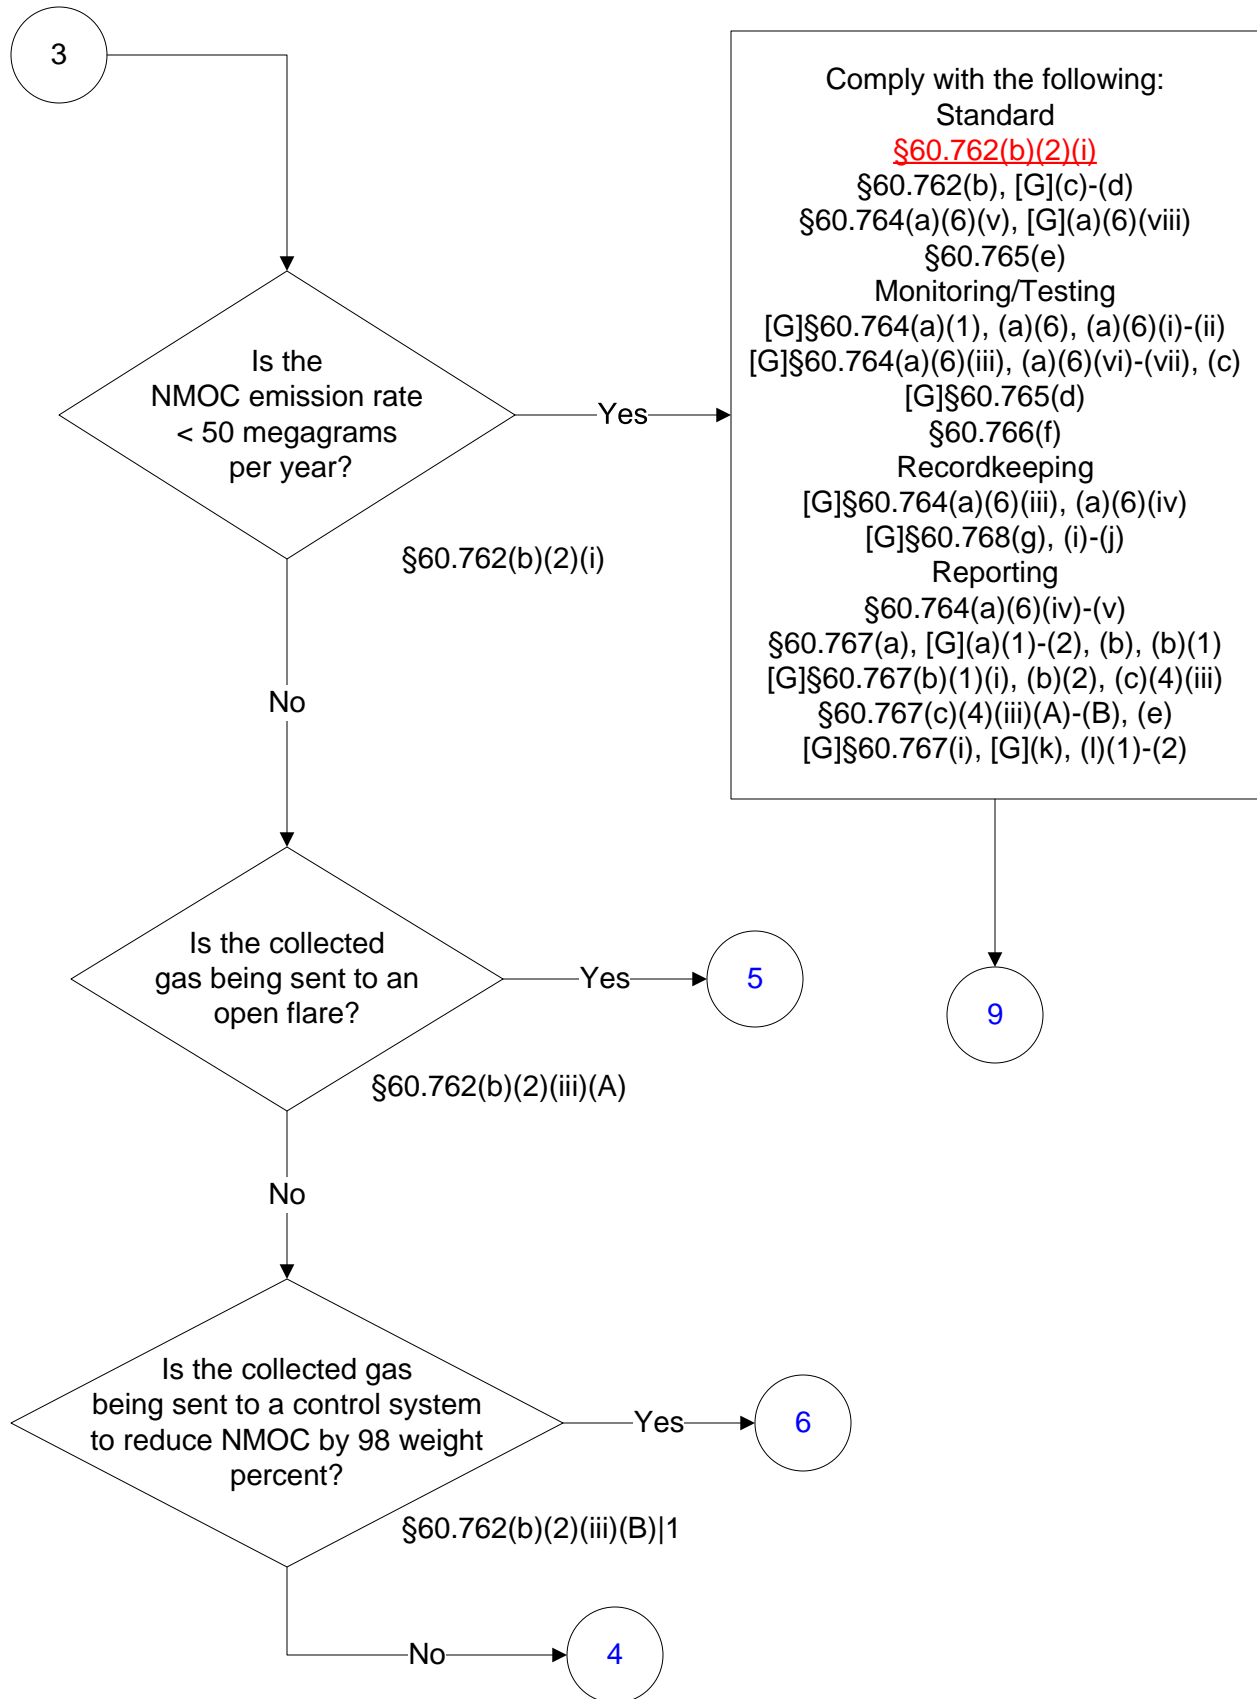 3
Comply with the following:
Standard
§60.762(b)(2)(i)
§60.762(b), [G](c)-(d)
§60.764(a)(6)(v), [G](a)(6)(viii)
§60.765(e)
Monitoring/Testing
[G]§60.764(a)(1), (a)(6), (a)(6)(i)-(ii)
[G]§60.764(a)(6)(iii), (a)(6)(vi)-(vii), (c)
[G]§60.765(d)
§60.766(f)
Recordkeeping
[G]§60.764(a)(6)(iii), (a)(6)(iv)
[G]§60.768(g), (i)-(j)
Reporting
§60.764(a)(6)(iv)-(v)
§60.767(a), [G](a)(1)-(2), (b), (b)(1)
[G]§60.767(b)(1)(i), (b)(2), (c)(4)(iii)
§60.767(c)(4)(iii)(A)-(B), (e)
[G]§60.767(i), [G](k), (l)(1)-(2)
Is the
NMOC emission rate
< 50 megagrams
per year?
Yes
§60.762(b)(2)(i)
No
9
Is the collected
gas being sent to an
open flare?
Yes
5
§60.762(b)(2)(iii)(A)
No
Is the collected gas
being sent to a control system
to reduce NMOC by 98 weight
percent?
Yes
6
§60.762(b)(2)(iii)(B)|1
No
4